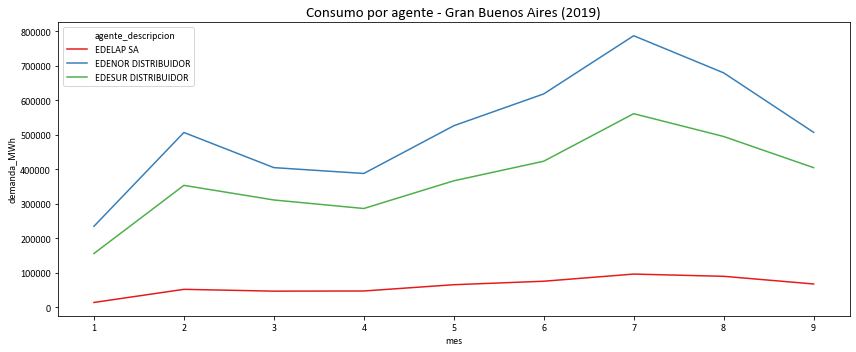 Consumo por agente - Gran Buenos Aires (2019)
agente_descripcion
EDELAP SA
EDENOR DISTRIBUIDOR
EDESUR DISTRIBUIDOR
800000
700000
600000
500000
400000
300000
200000
100000
0
demanda_MWh
1 2 3 4 5 6 7 8 9
mes